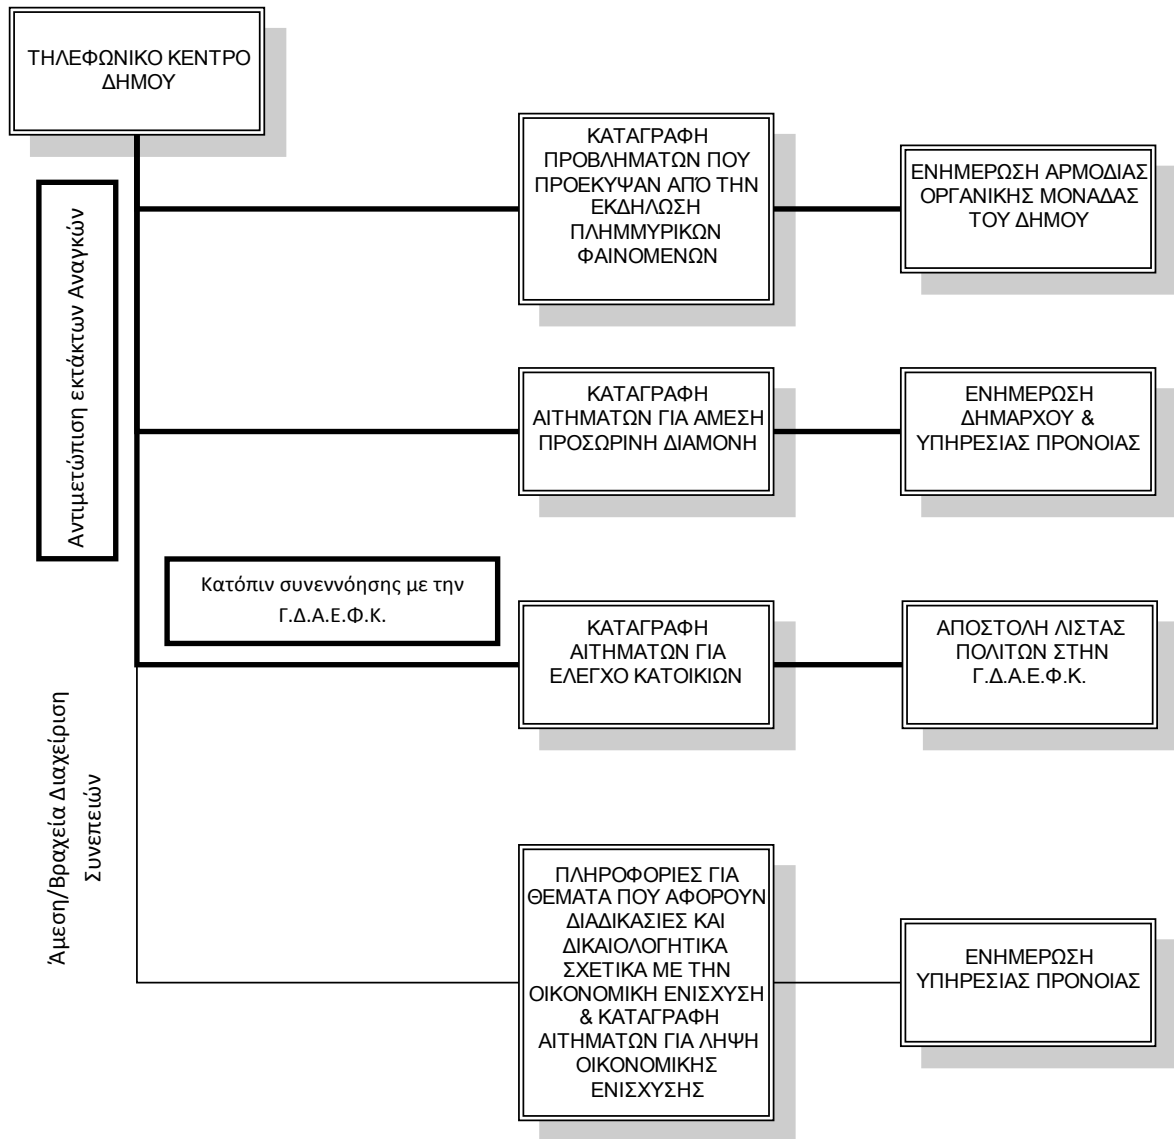 ΤΗΛΕΦΩΝΙΚΟ ΚΕΝΤΡΟ
ΔΗΜΟΥ
ΚΑΤΑΓΡΑΦΗ
ΠΡΟΒΛΗΜΑΤΩΝ ΠΟΥ
ΠΡΟΕΚΥΨΑΝ ΑΠΌ ΤΗΝ
ΕΚΔΗΛΩΣΗ
ΠΛΗΜΜΥΡΙΚΩΝ
ΦΑΙΝΟΜΕΝΩΝ
ΕΝΗΜΕΡΩΣΗ ΑΡΜΟΔΙΑΣ
ΟΡΓΑΝΙΚΗΣ ΜΟΝΑΔΑΣ
ΤΟΥ ΔΗΜΟΥ
Αντιμετώπιση εκτάκτων Αναγκών
ΚΑΤΑΓΡΑΦΗ
ΑΙΤΗΜΑΤΩΝ ΓΙΑ ΑΜΕΣΗ
ΠΡΟΣΩΡΙΝΗ ΔΙΑΜΟΝΗ
ΕΝΗΜΕΡΩΣΗ
ΔΗΜΑΡΧΟΥ &
ΥΠΗΡΕΣΙΑΣ ΠΡΟΝΟΙΑΣ
Κατόπιν συνεννόησης με την
Γ.Δ.Α.Ε.Φ.Κ.
ΚΑΤΑΓΡΑΦΗ
ΑΙΤΗΜΑΤΩΝ ΓΙΑ
ΕΛΕΓΧΟ ΚΑΤΟΙΚΙΩΝ
ΑΠΟΣΤΟΛΗ ΛΙΣΤΑΣ
ΠΟΛΙΤΩΝ ΣΤΗΝ
Γ.Δ.Α.Ε.Φ.Κ.
Άμεση/Βραχεία Διαχείριση
Συνεπειών
ΠΛΗΡΟΦΟΡΙΕΣ ΓΙΑ
ΘΕΜΑΤΑ ΠΟΥ ΑΦΟΡΟΥΝ
ΔΙΑΔΙΚΑΣΙΕΣ ΚΑΙ
ΔΙΚΑΙΟΛΟΓΗΤΙΚΑ
ΣΧΕΤΙΚΑ ΜΕ ΤΗΝ
ΟΙΚΟΝΟΜΙΚΗ ΕΝΙΣΧΥΣΗ
& ΚΑΤΑΓΡΑΦΗ
ΑΙΤΗΜΑΤΩΝ ΓΙΑ ΛΗΨΗ
ΟΙΚΟΝΟΜΙΚΗΣ
ΕΝΙΣΧΥΣΗΣ
ΕΝΗΜΕΡΩΣΗ
ΥΠΗΡΕΣΙΑΣ ΠΡΟΝΟΙΑΣ